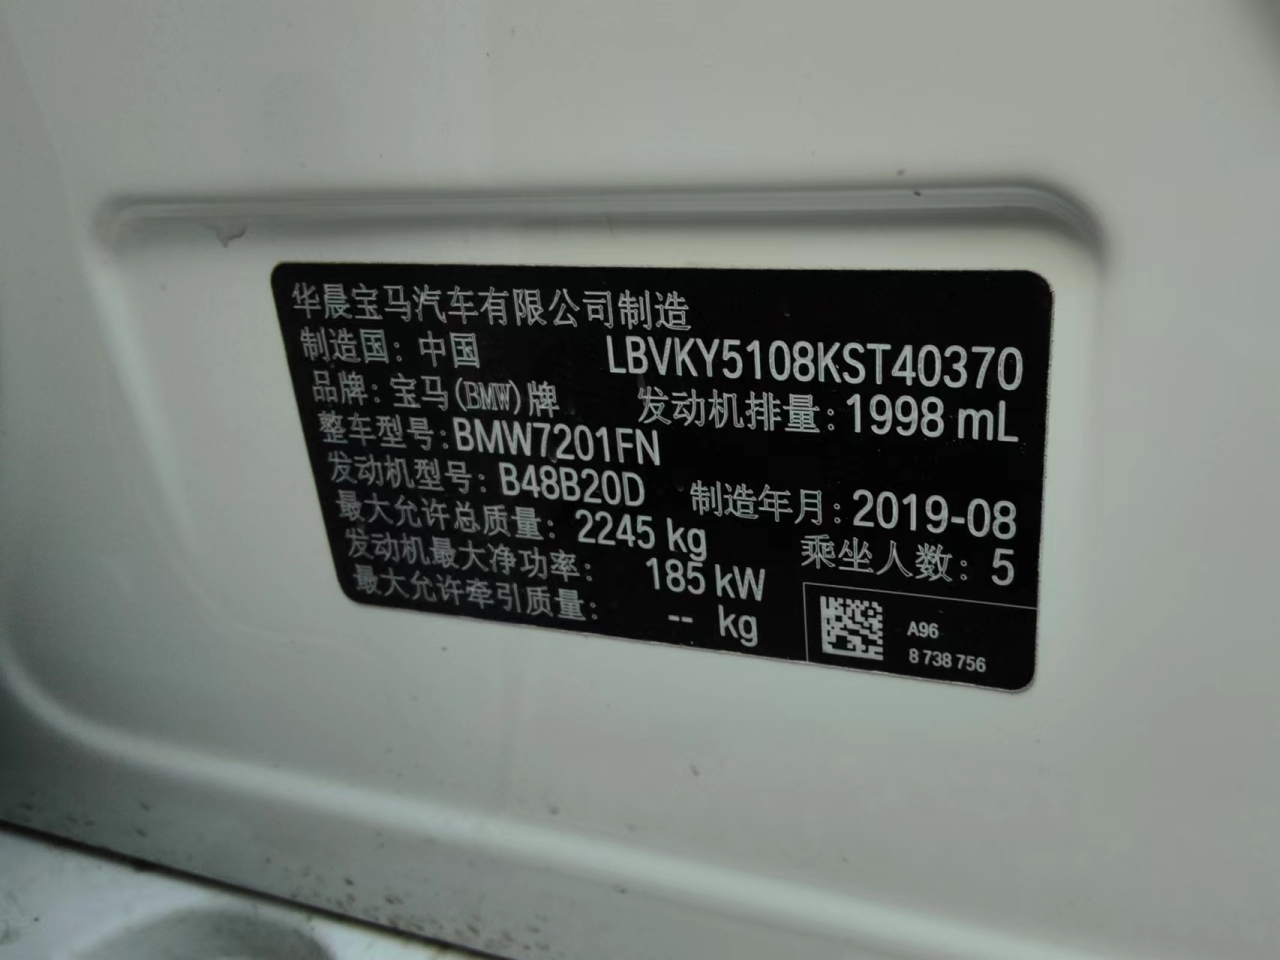 华晨宝马汽车有限公司制造
制造国：中国 LBVKY5108KST40370
品牌：宝马(BMW)牌 发动机排量：1998 mL
整车型号：BMW7201FN
发动机型号：B48B20D 制造年月：2019-08
最大允许总质量：2245 kg 乘坐人数：5
发动机最大净功率：185 kW
最大允许牵引质量：-- kg
A96
8 738 756